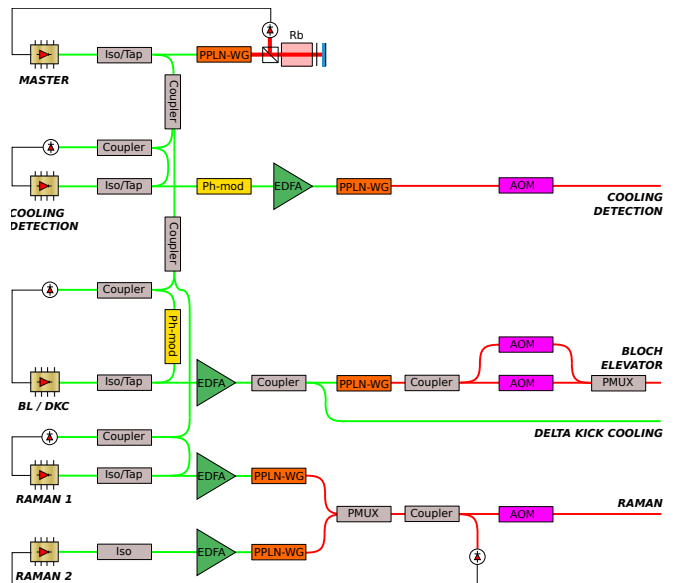 Rb
Iso/Tap
PPLN-WG
MASTER
Coupler
Coupler
Iso/Tap
Ph-mod
EDFA
PPLN-WG
AOM
COOLING
DETECTION
COOLING
DETECTION
Coupler
Coupler
Ph-mod
AOM
BLOCH
ELEVATOR
Iso/Tap
EDFA
Coupler
PPLN-WG
Coupler
AOM
PMUX
BL / DKC
DELTA KICK COOLING
Coupler
Iso/Tap
EDFA
PPLN-WG
RAMAN 1
RAMAN
PMUX
Coupler
AOM
Iso
EDFA
PPLN-WG
RAMAN 2